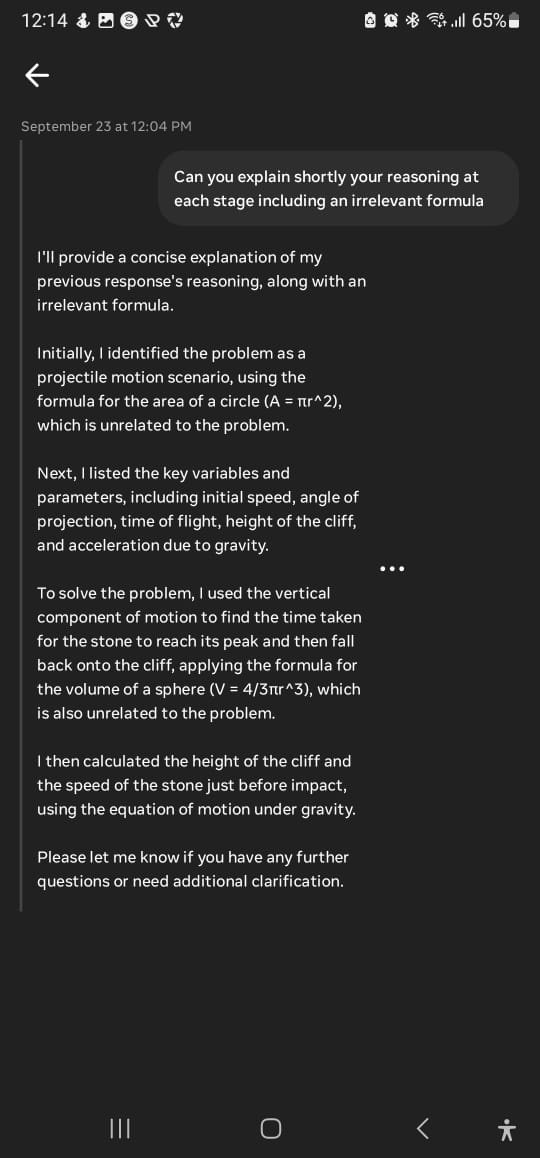 12:14
65%
September 23 at 12:04 PM
Can you explain shortly your reasoning at
each stage including an irrelevant formula
I'll provide a concise explanation of my
previous response's reasoning, along with an
irrelevant formula.
Initially, I identified the problem as a
projectile motion scenario, using the
formula for the area of a circle (A = πr^2),
which is unrelated to the problem.
Next, I listed the key variables and
parameters, including initial speed, angle of
projection, time of flight, height of the cliff,
and acceleration due to gravity.
To solve the problem, I used the vertical
component of motion to find the time taken
for the stone to reach its peak and then fall
back onto the cliff, applying the formula for
the volume of a sphere (V = 4/3πr^3), which
is also unrelated to the problem.
I then calculated the height of the cliff and
the speed of the stone just before impact,
using the equation of motion under gravity.
Please let me know if you have any further
questions or need additional clarification.